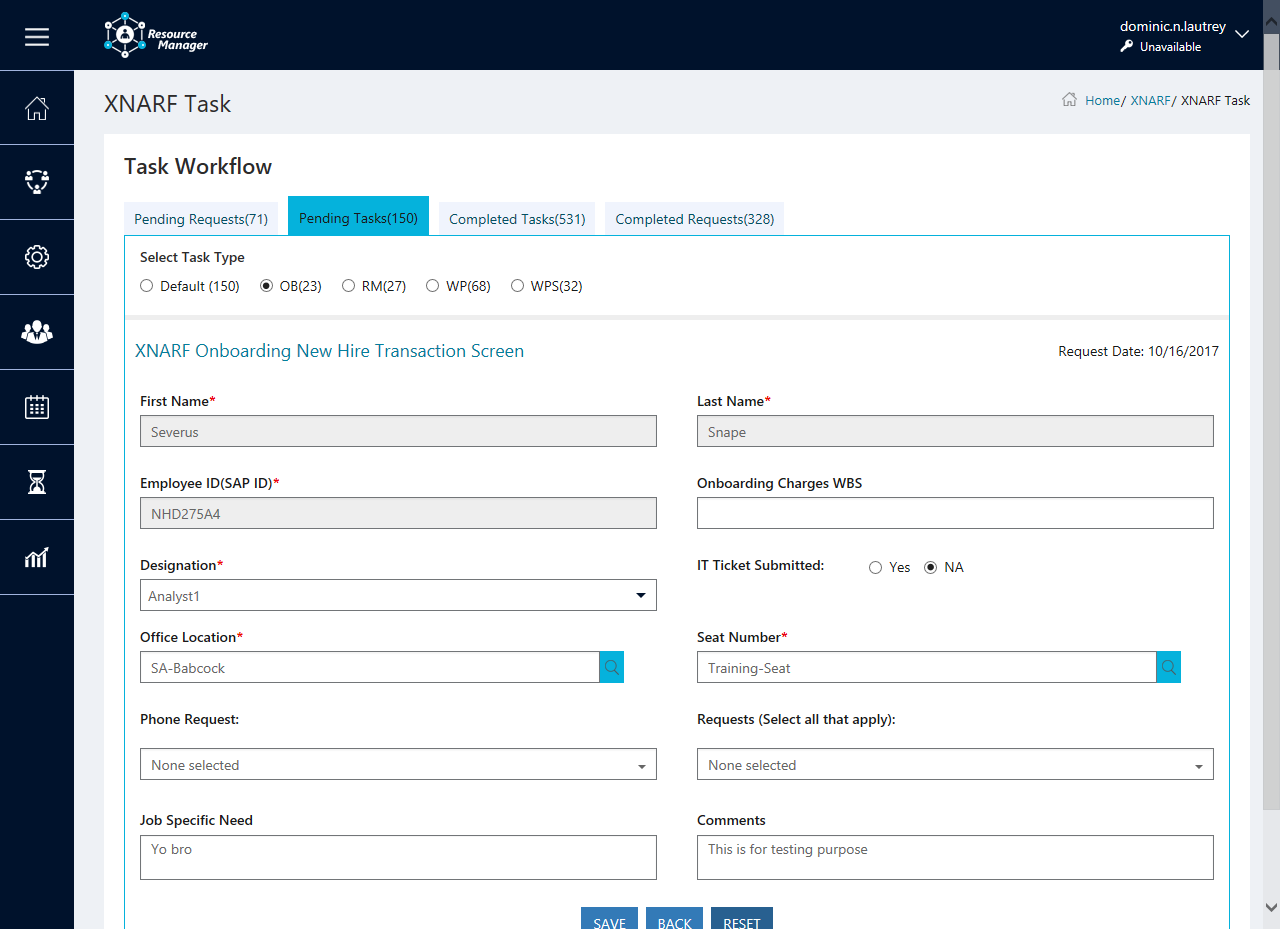 Resource
Manager
dominic.n.lautrey
Unavailable
XNARF Task
Home/ XNARF/ XNARF Task
Task Workflow
Pending Requests(71) Pending Tasks(150) Completed Tasks(531) Completed Requests(328)
Select Task Type
Default (150) OB(23) RM(27) WP(68) WPS(32)
XNARF Onboarding New Hire Transaction Screen Request Date: 10/16/2017
First Name* Last Name*
Severus Snape
Employee ID(SAP ID)* Onboarding Charges WBS
NHD275A4
Designation* IT Ticket Submitted: Yes NA
Analyst1
Office Location* Seat Number*
SA-Babcock Training-Seat
Phone Request: Requests (Select all that apply):
None selected None selected
Job Specific Need Comments
Yo bro This is for testing purpose
SAVE BACK RESET